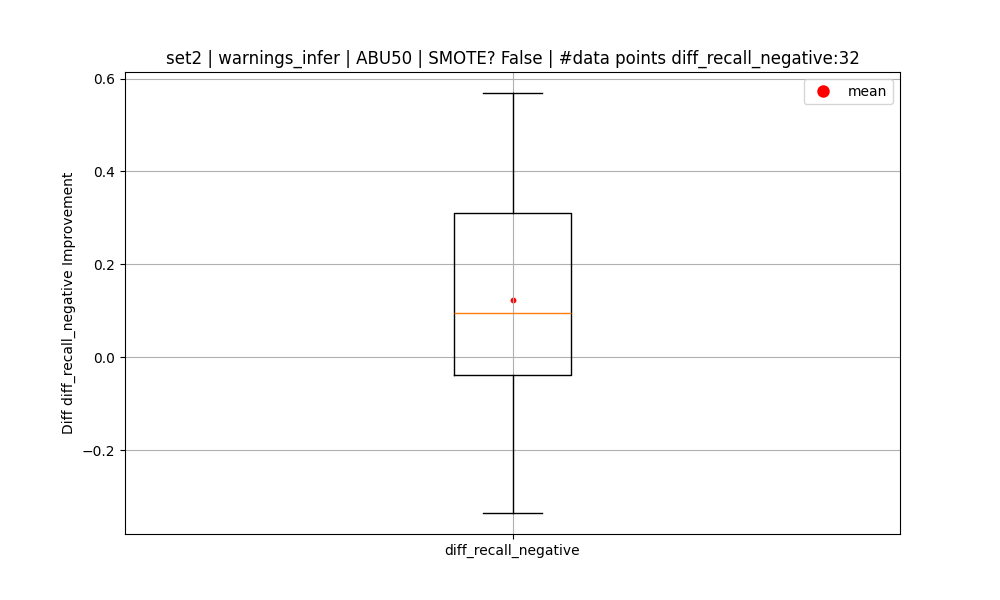 set2 | warnings_infer | ABU50 | SMOTE? False | #data points diff_recall_negative:32
mean
0.6
0.4
0.2
0.0
−0.2
Diff diff_recall_negative Improvement
diff_recall_negative